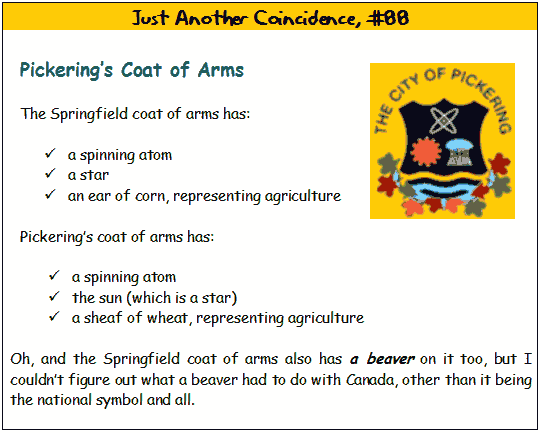 Just Another Coincidence, #00
Pickering's Coat of Arms
THE CITY OF PICKERING
The Springfield coat of arms has:
✓ a spinning atom
✓ a star
✓ an ear of corn, representing agriculture
Pickering's coat of arms has:
✓ a spinning atom
✓ the sun (which is a star)
✓ a sheaf of wheat, representing agriculture
Oh, and the Springfield coat of arms also has a beaver on it too, but I
couldn't figure out what a beaver had to do with Canada, other than it being
the national symbol and all.